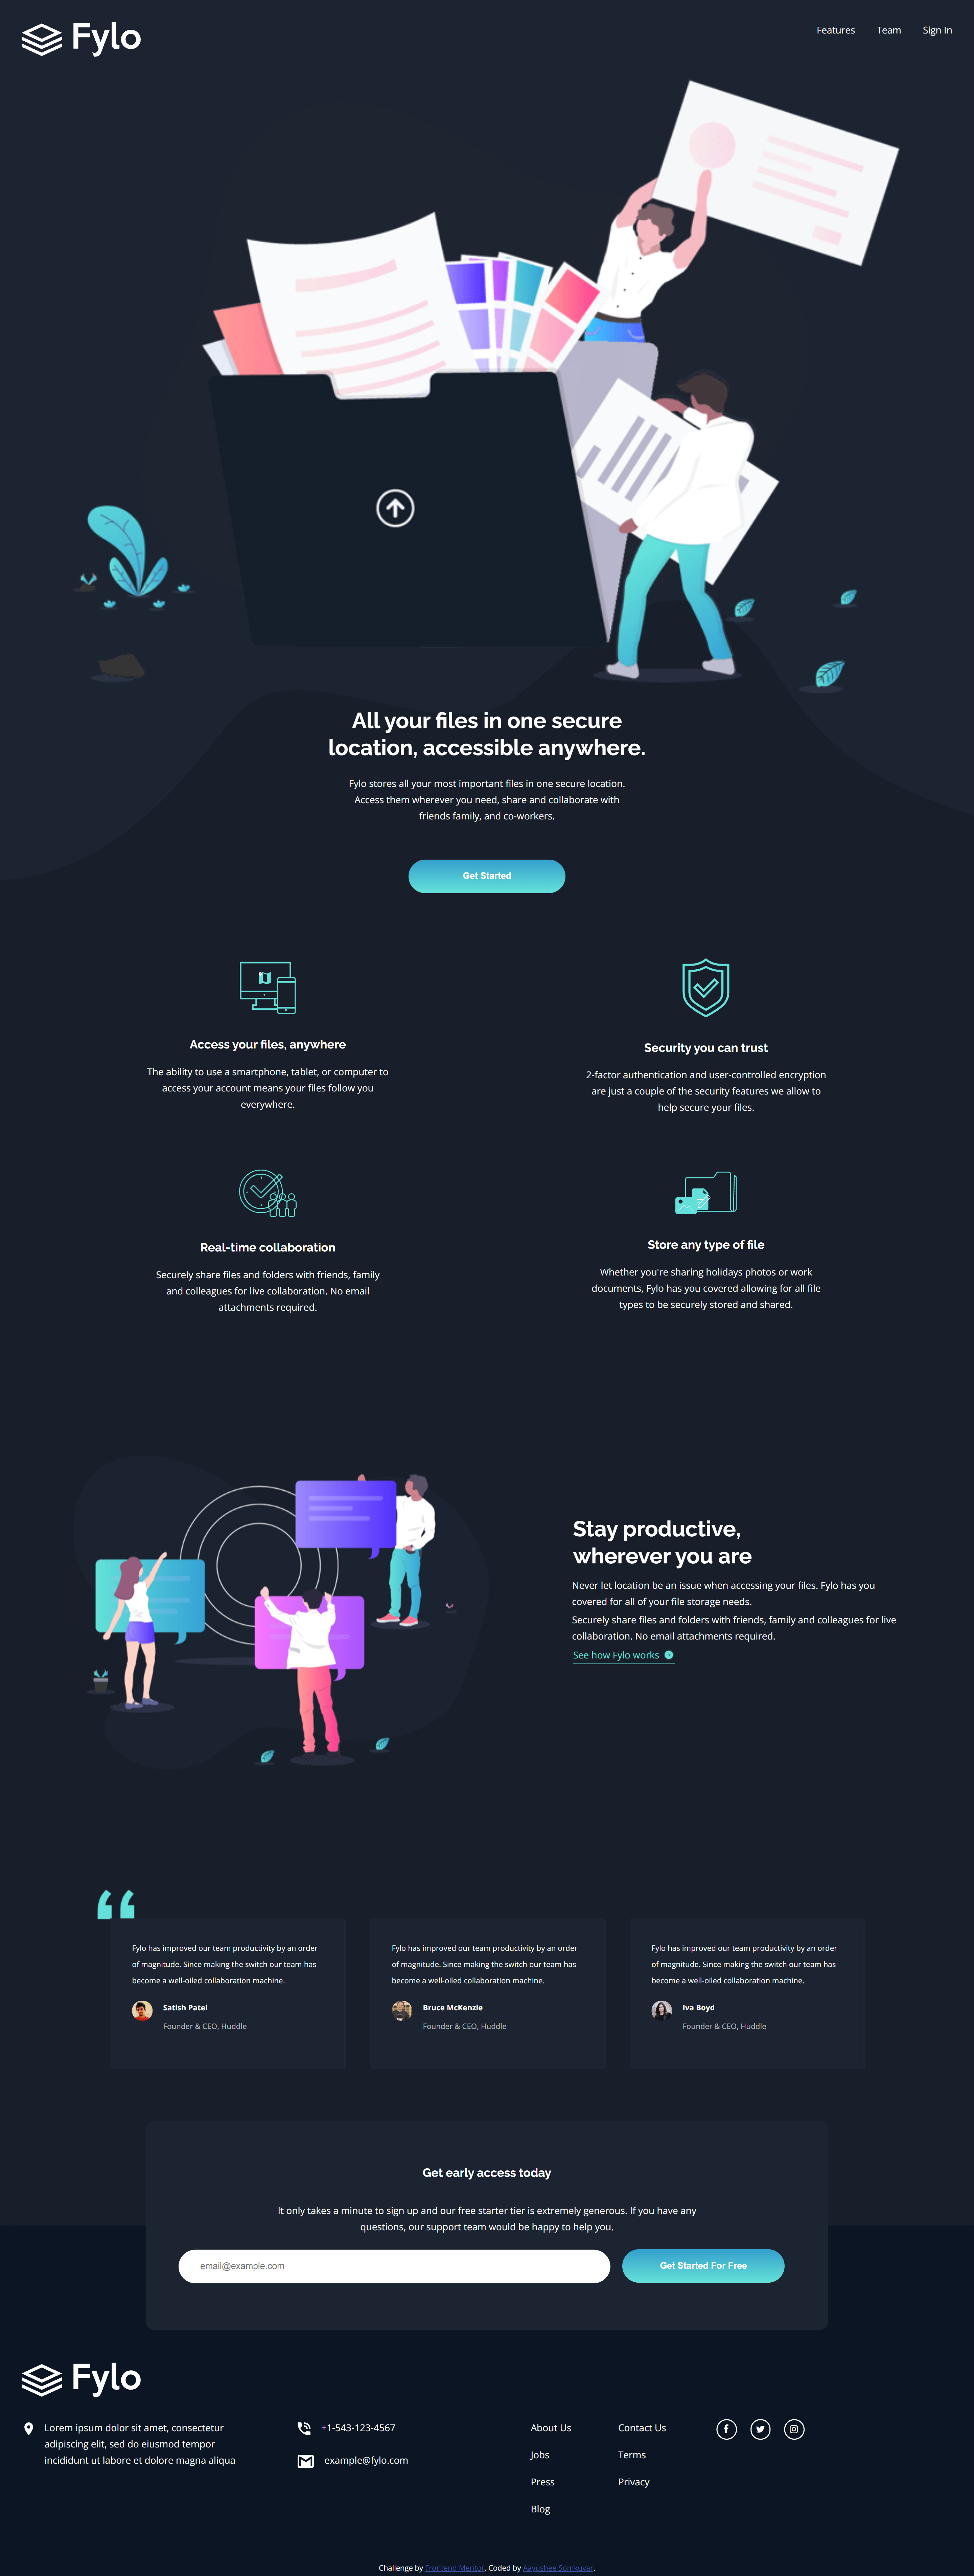 Fylo
Features
Team
Sign In
All your files in one secure
location, accessible anywhere.
Fylo stores all your most important files in one secure location.
Access them wherever you need, share and collaborate with
friends family, and co-workers.
Get Started
Access your files, anywhere
The ability to use a smartphone, tablet, or computer to
access your account means your files follow you
everywhere.
Security you can trust
2-factor authentication and user-controlled encryption
are just a couple of the security features we allow to
help secure your files.
Real-time collaboration
Securely share files and folders with friends, family
and colleagues for live collaboration. No email
attachments required.
Store any type of file
Whether you're sharing holidays photos or work
documents, Fylo has you covered allowing for all file
types to be securely stored and shared.
Stay productive,
wherever you are
Never let location be an issue when accessing your files. Fylo has you
covered for all of your file storage needs.
Securely share files and folders with friends, family and colleagues for live
collaboration. No email attachments required.
See how Fylo works
Fylo has improved our team productivity by an order
of magnitude. Since making the switch our team has
become a well-oiled collaboration machine.
Satish Patel
Founder & CEO, Huddle
Fylo has improved our team productivity by an order
of magnitude. Since making the switch our team has
become a well-oiled collaboration machine.
Bruce McKenzie
Founder & CEO, Huddle
Fylo has improved our team productivity by an order
of magnitude. Since making the switch our team has
become a well-oiled collaboration machine.
Iva Boyd
Founder & CEO, Huddle
Get early access today
It only takes a minute to sign up and our free starter tier is extremely generous. If you have any
questions, our support team would be happy to help you.
email@example.com
Get Started For Free
Fylo
Lorem ipsum dolor sit amet, consectetur
adipiscing elit, sed do eiusmod tempor
incididunt ut labore et dolore magna aliqua
+1-543-123-4567
example@fylo.com
About Us
Jobs
Press
Blog
Contact Us
Terms
Privacy
Challenge by Frontend Mentor. Coded by Aayushee Somkuwar.